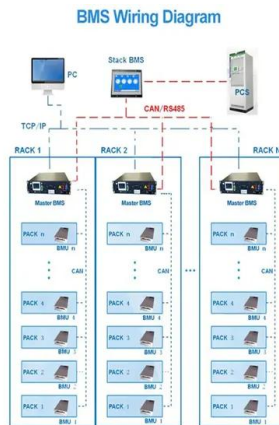 BMS Wiring Diagram
Stack BMS
PC
PCS
CAN/RS485
TCP/IP
RACK 1
RACK 2
RACK N
Master BMS
Master BMS
Master BMS
PACK n
BMU n
PACK n
BMU n
PACK n
BMU n
CAN
CAN
CAN
PACK 4
BMU 4
PACK 4
BMU 4
PACK 4
BMU 4
PACK 3
BMU 3
PACK 3
BMU 3
PACK 3
BMU 3
PACK 2
BMU 2
PACK 2
BMU 2
PACK 2
BMU 2
PACK 1
BMU 1
PACK 1
BMU 1
PACK 1
BMU 1